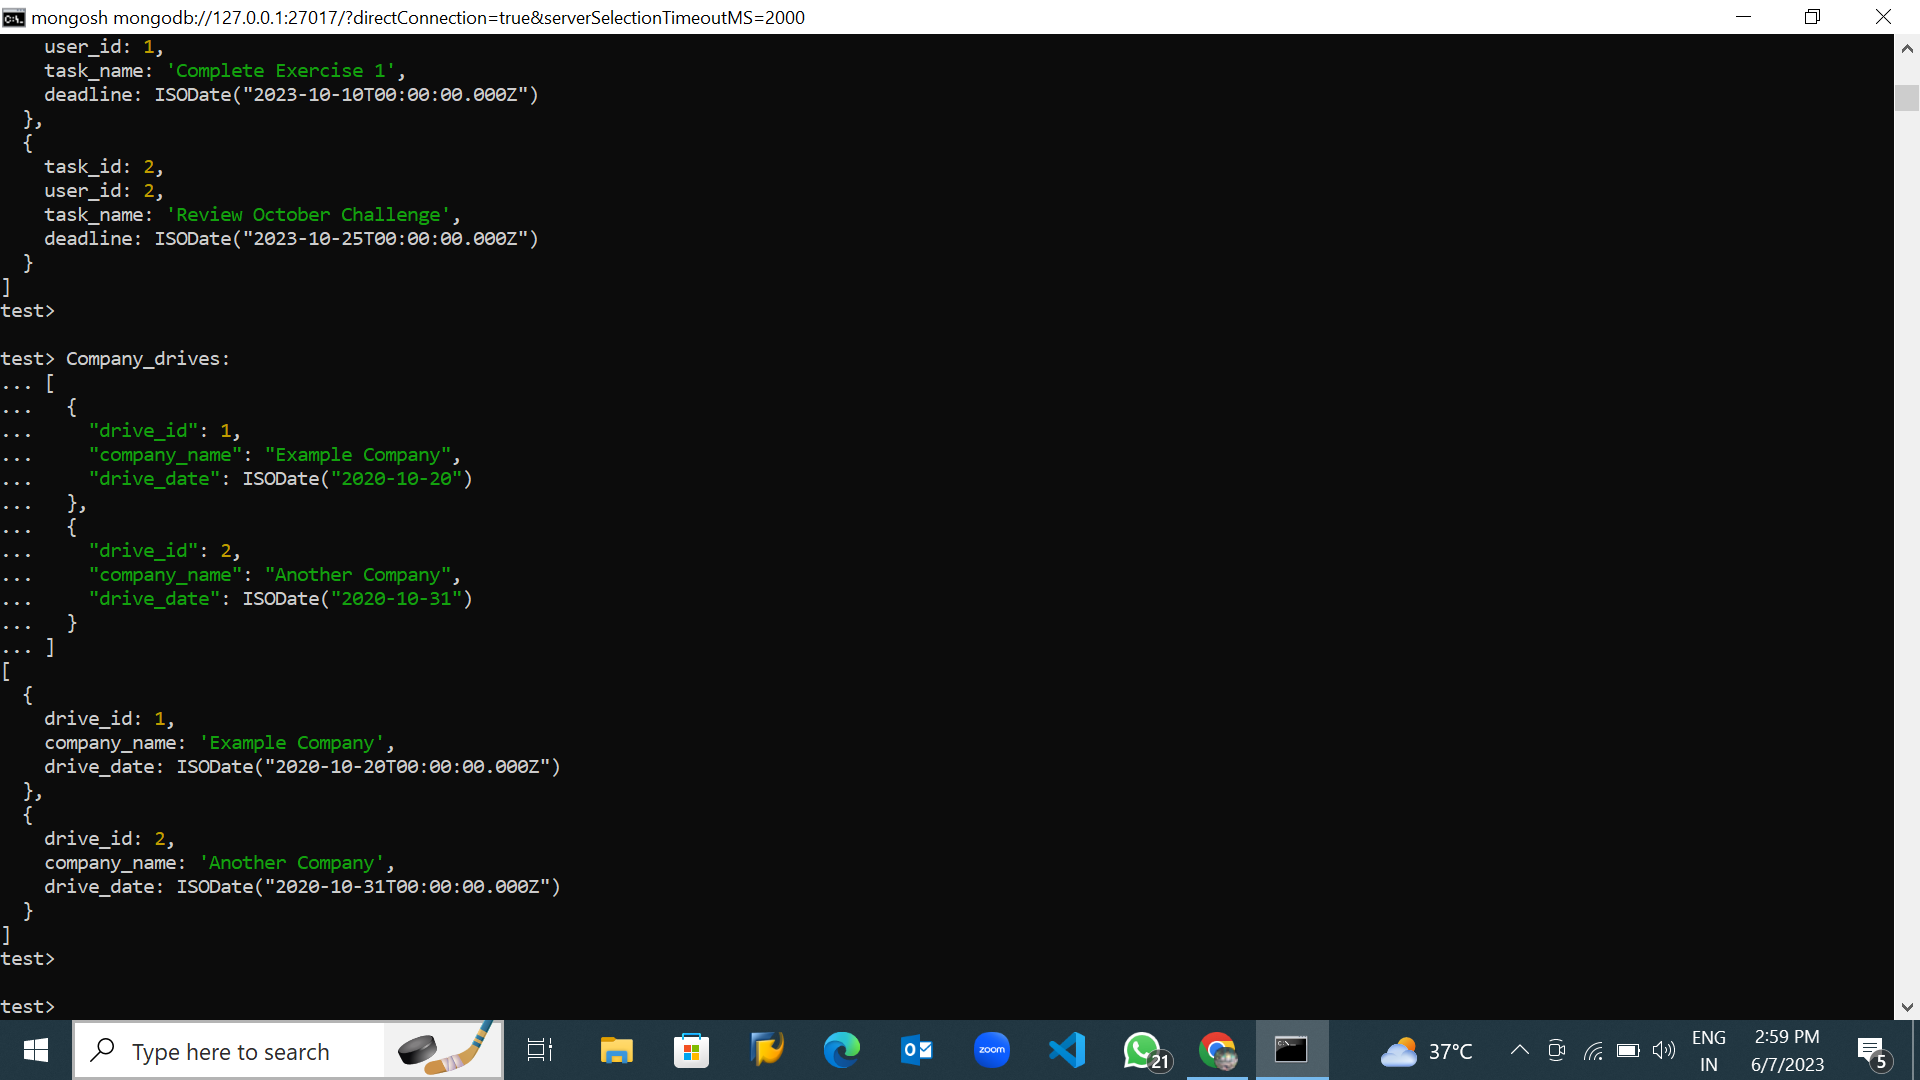 mongosh mongodb://127.0.0.1:27017/?directConnection=true&serverSelectionTimeoutMS=2000
    user_id: 1,
    task_name: 'Complete Exercise 1',
    deadline: ISODate("2023-10-10T00:00:00.000Z")
  },
  {
    task_id: 2,
    user_id: 2,
    task_name: 'Review October Challenge',
    deadline: ISODate("2023-10-25T00:00:00.000Z")
  }
]
test>
test> Company_drives:
... [
...   {
...     "drive_id": 1,
...     "company_name": "Example Company",
...     "drive_date": ISODate("2020-10-20")
...   },
...   {
...     "drive_id": 2,
...     "company_name": "Another Company",
...     "drive_date": ISODate("2020-10-31")
...   }
... ]
[
  {
    drive_id: 1,
    company_name: 'Example Company',
    drive_date: ISODate("2020-10-20T00:00:00.000Z")
  },
  {
    drive_id: 2,
    company_name: 'Another Company',
    drive_date: ISODate("2020-10-31T00:00:00.000Z")
  }
]
test>
test>
Type here to search
zoom
21
37°C
ENG
IN
2:59 PM
6/7/2023
5